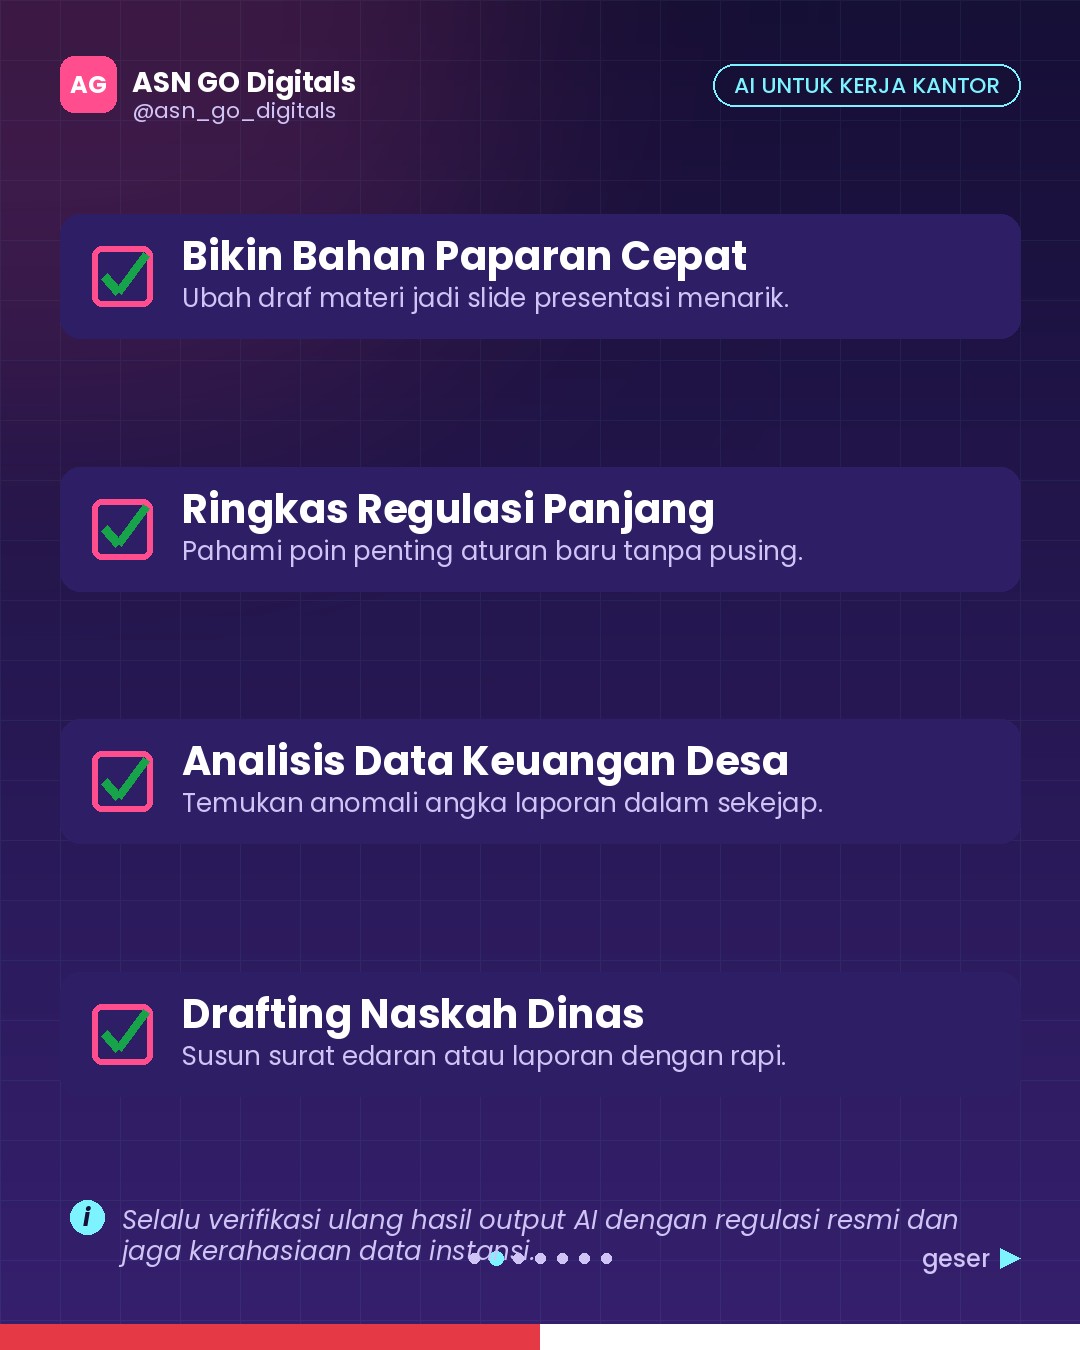 AG
ASN GO Digitals
@asn_go_digitals
AI UNTUK KERJA KANTOR
Bikin Bahan Paparan Cepat
Ubah draf materi jadi slide presentasi menarik.
Ringkas Regulasi Panjang
Pahami poin penting aturan baru tanpa pusing.
Analisis Data Keuangan Desa
Temukan anomali angka laporan dalam sekejap.
Drafting Naskah Dinas
Susun surat edaran atau laporan dengan rapi.
i
Selalu verifikasi ulang hasil output AI dengan regulasi resmi dan
jaga kerahasiaan data instansi.
geser